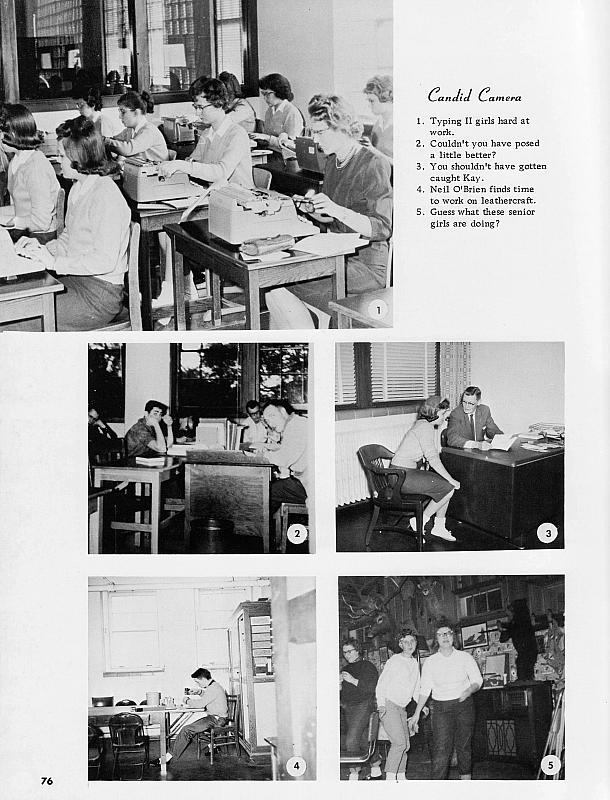 Candid Camera
1. Typing II girls hard at
work.
2. Couldn't you have posed
a little better?
3. You shouldn't have gotten
caught Kay.
4. Neil O'Brien finds time
to work on leathercraft.
5. Guess what these senior
girls are doing?
1
2
3
4
5
76